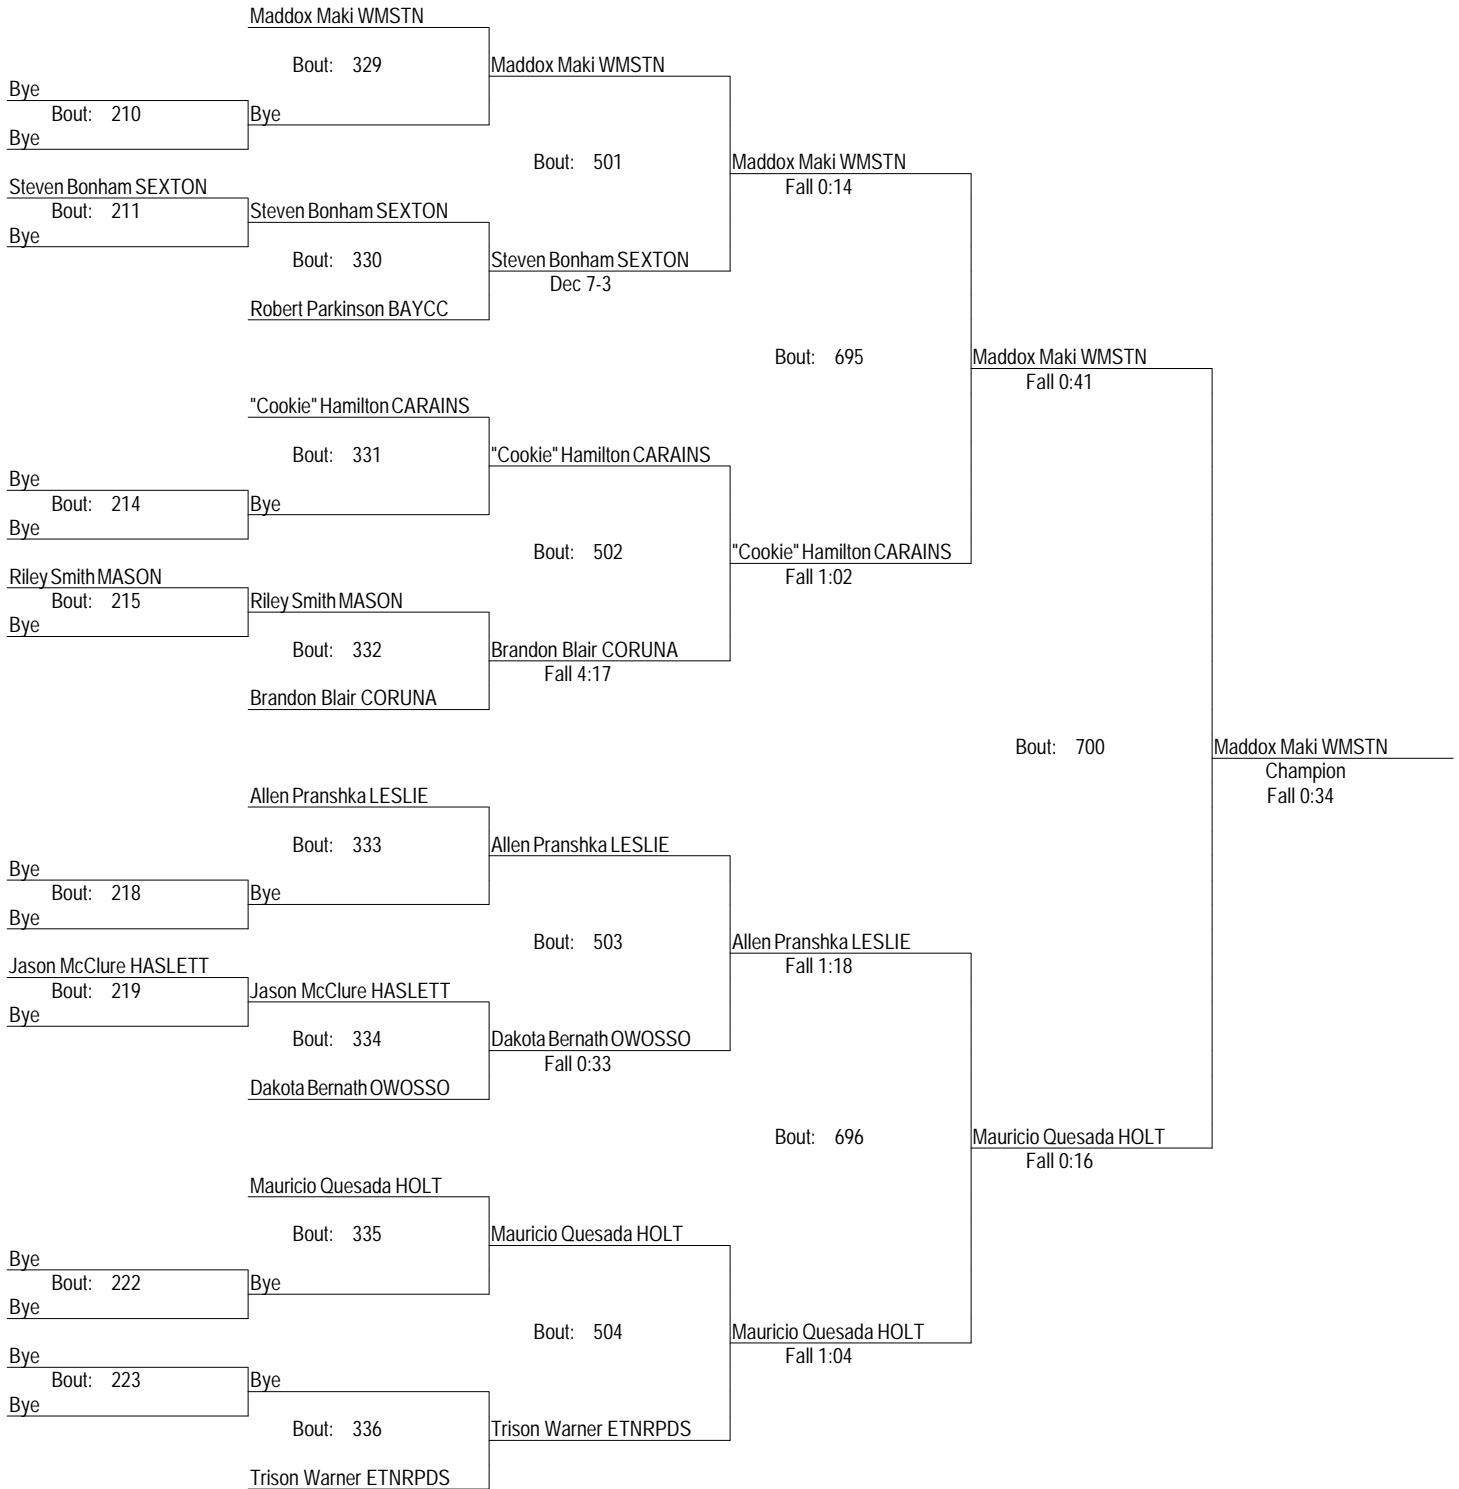 Maddox Maki WMSTN
Bout: 329
Maddox Maki WMSTN
Bye
Bout: 210
Bye
Bye
Bout: 501
Maddox Maki WMSTN
Fall 0:14
Steven Bonham SEXTON
Bout: 211
Steven Bonham SEXTON
Bye
Bout: 330
Steven Bonham SEXTON
Dec 7-3
Robert Parkinson BAYCC
Bout: 695
Maddox Maki WMSTN
Fall 0:41
"Cookie" Hamilton CARAINS
Bout: 331
"Cookie" Hamilton CARAINS
Bye
Bout: 214
Bye
Bye
Bout: 502
"Cookie" Hamilton CARAINS
Fall 1:02
Riley Smith MASON
Bout: 215
Riley Smith MASON
Bye
Bout: 332
Brandon Blair CORUNA
Fall 4:17
Brandon Blair CORUNA
Bout: 700
Maddox Maki WMSTN
Champion
Fall 0:34
Allen Pranshka LESLIE
Bout: 333
Allen Pranshka LESLIE
Bye
Bout: 218
Bye
Bye
Bout: 503
Allen Pranshka LESLIE
Fall 1:18
Jason McClure HASLETT
Bout: 219
Jason McClure HASLETT
Bye
Bout: 334
Dakota Bernath OWOSSO
Fall 0:33
Dakota Bernath OWOSSO
Bout: 696
Mauricio Quesada HOLT
Fall 0:16
Mauricio Quesada HOLT
Bout: 335
Mauricio Quesada HOLT
Bye
Bout: 222
Bye
Bye
Bout: 504
Mauricio Quesada HOLT
Fall 1:04
Bye
Bout: 223
Bye
Bye
Bout: 336
Trison Warner ETNRPDS
Trison Warner ETNRPDS